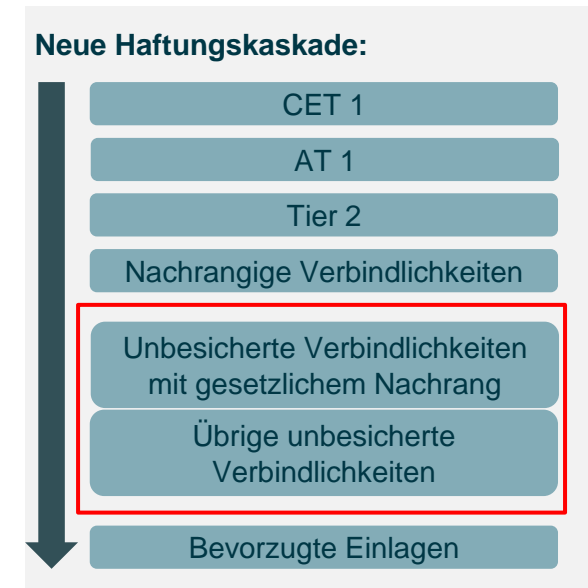 Neue Haftungskaskade:
CET 1
AT 1
Tier 2
Nachrangige Verbindlichkeiten
Unbesicherte Verbindlichkeiten
mit gesetzlichem Nachrang
Übrige unbesicherte
Verbindlichkeiten
Bevorzugte Einlagen